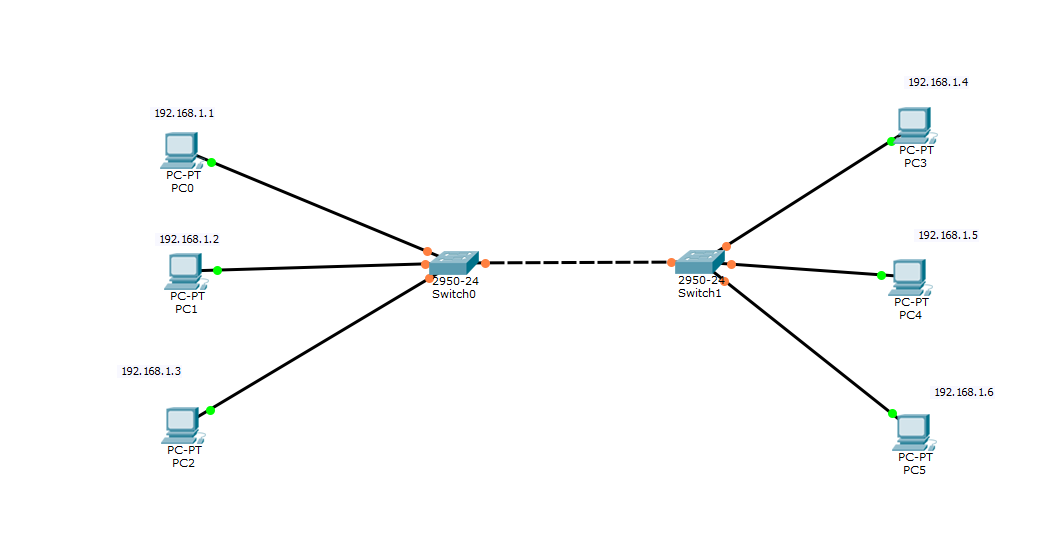 192.168.1.1
PC-PT
PC0
192.168.1.2
PC-PT
PC1
192.168.1.3
PC-PT
PC2
2950-24
Switch0
2950-24
Switch1
192.168.1.4
PC-PT
PC3
192.168.1.5
PC-PT
PC4
192.168.1.6
PC-PT
PC5